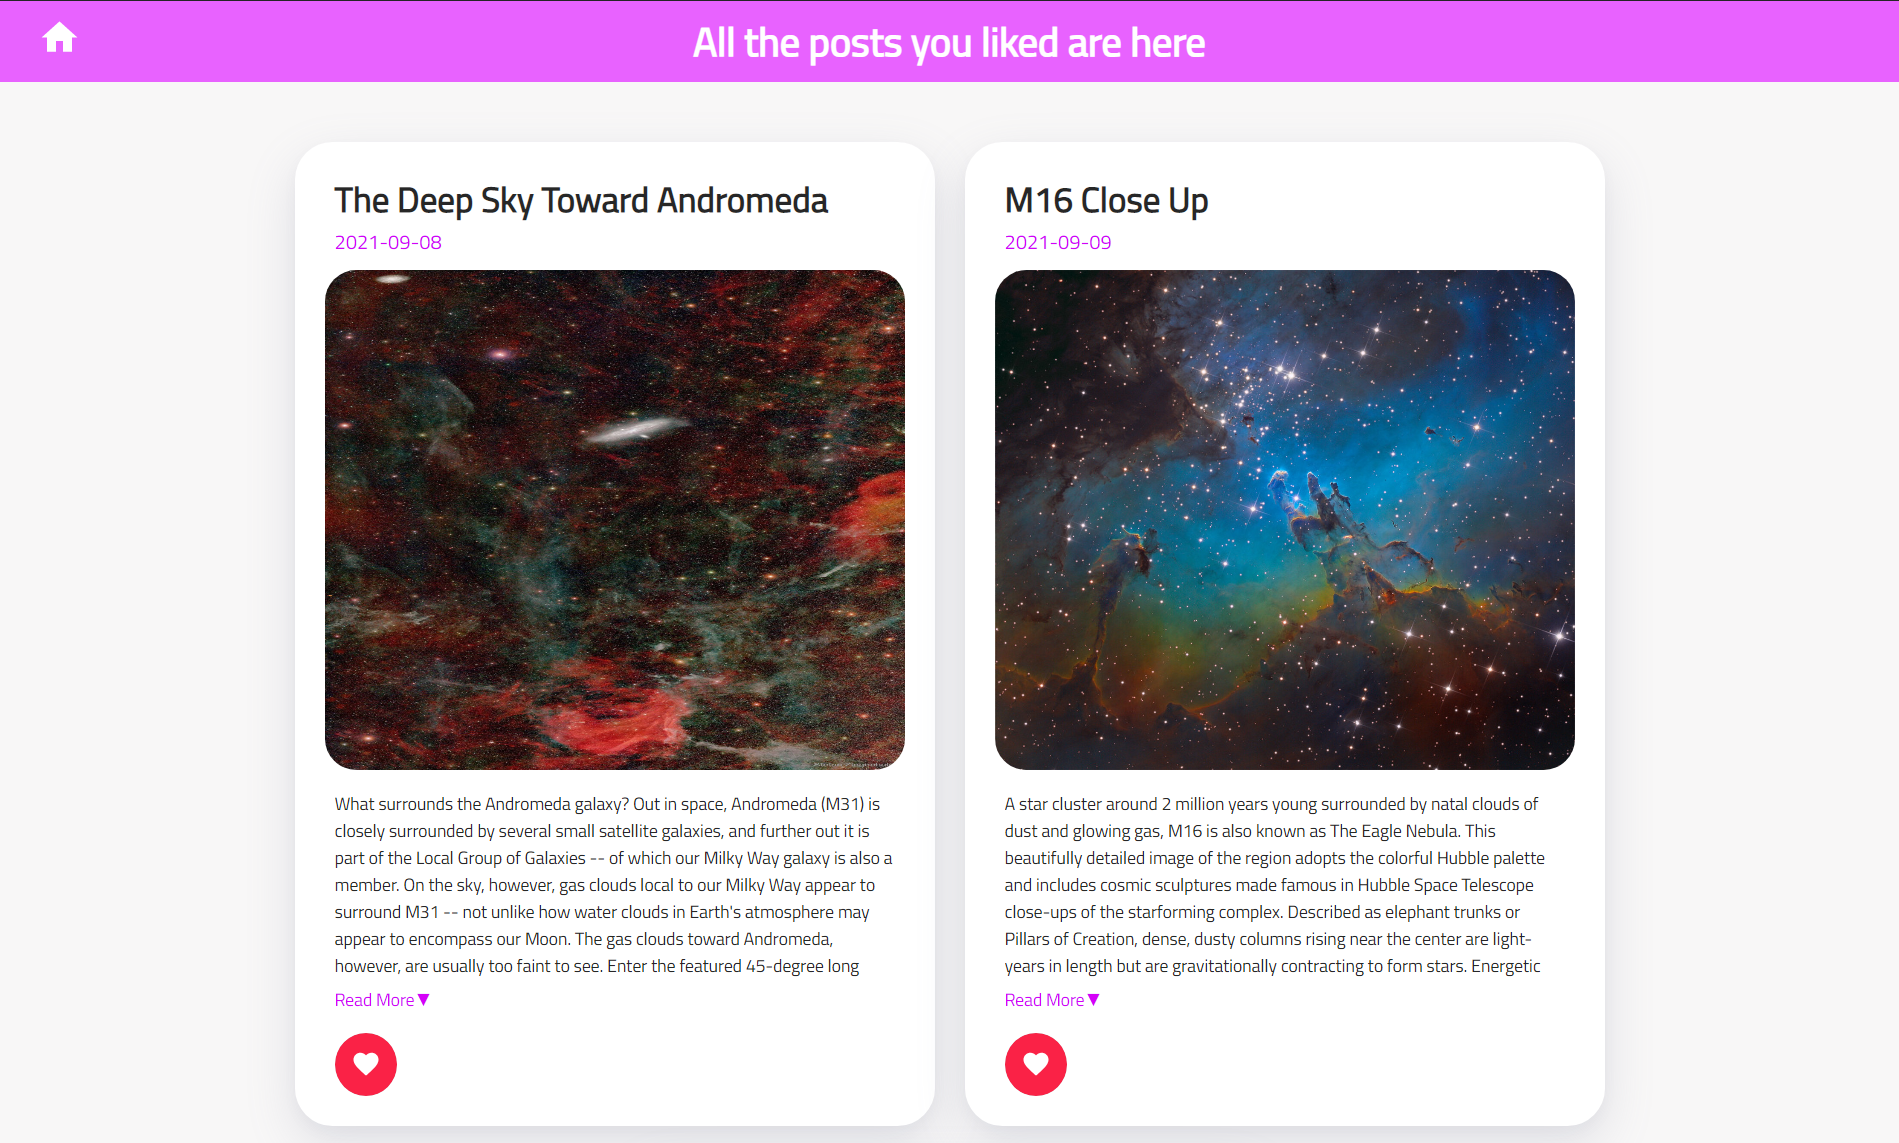 All the posts you liked are here
The Deep Sky Toward Andromeda
2021-09-08
What surrounds the Andromeda galaxy? Out in space, Andromeda (M31) is
closely surrounded by several small satellite galaxies, and further out it is
part of the Local Group of Galaxies -- of which our Milky Way galaxy is also a
member. On the sky, however, gas clouds local to our Milky Way appear to
surround M31 -- not unlike how water clouds in Earth's atmosphere may
appear to encompass our Moon. The gas clouds toward Andromeda,
however, are usually too faint to see. Enter the featured 45-degree long
Read More▼
M16 Close Up
2021-09-09
A star cluster around 2 million years young surrounded by natal clouds of
dust and glowing gas, M16 is also known as The Eagle Nebula. This
beautifully detailed image of the region adopts the colorful Hubble palette
and includes cosmic sculptures made famous in Hubble Space Telescope
close-ups of the starforming complex. Described as elephant trunks or
Pillars of Creation, dense, dusty columns rising near the center are light-
years in length but are gravitationally contracting to form stars. Energetic
Read More▼